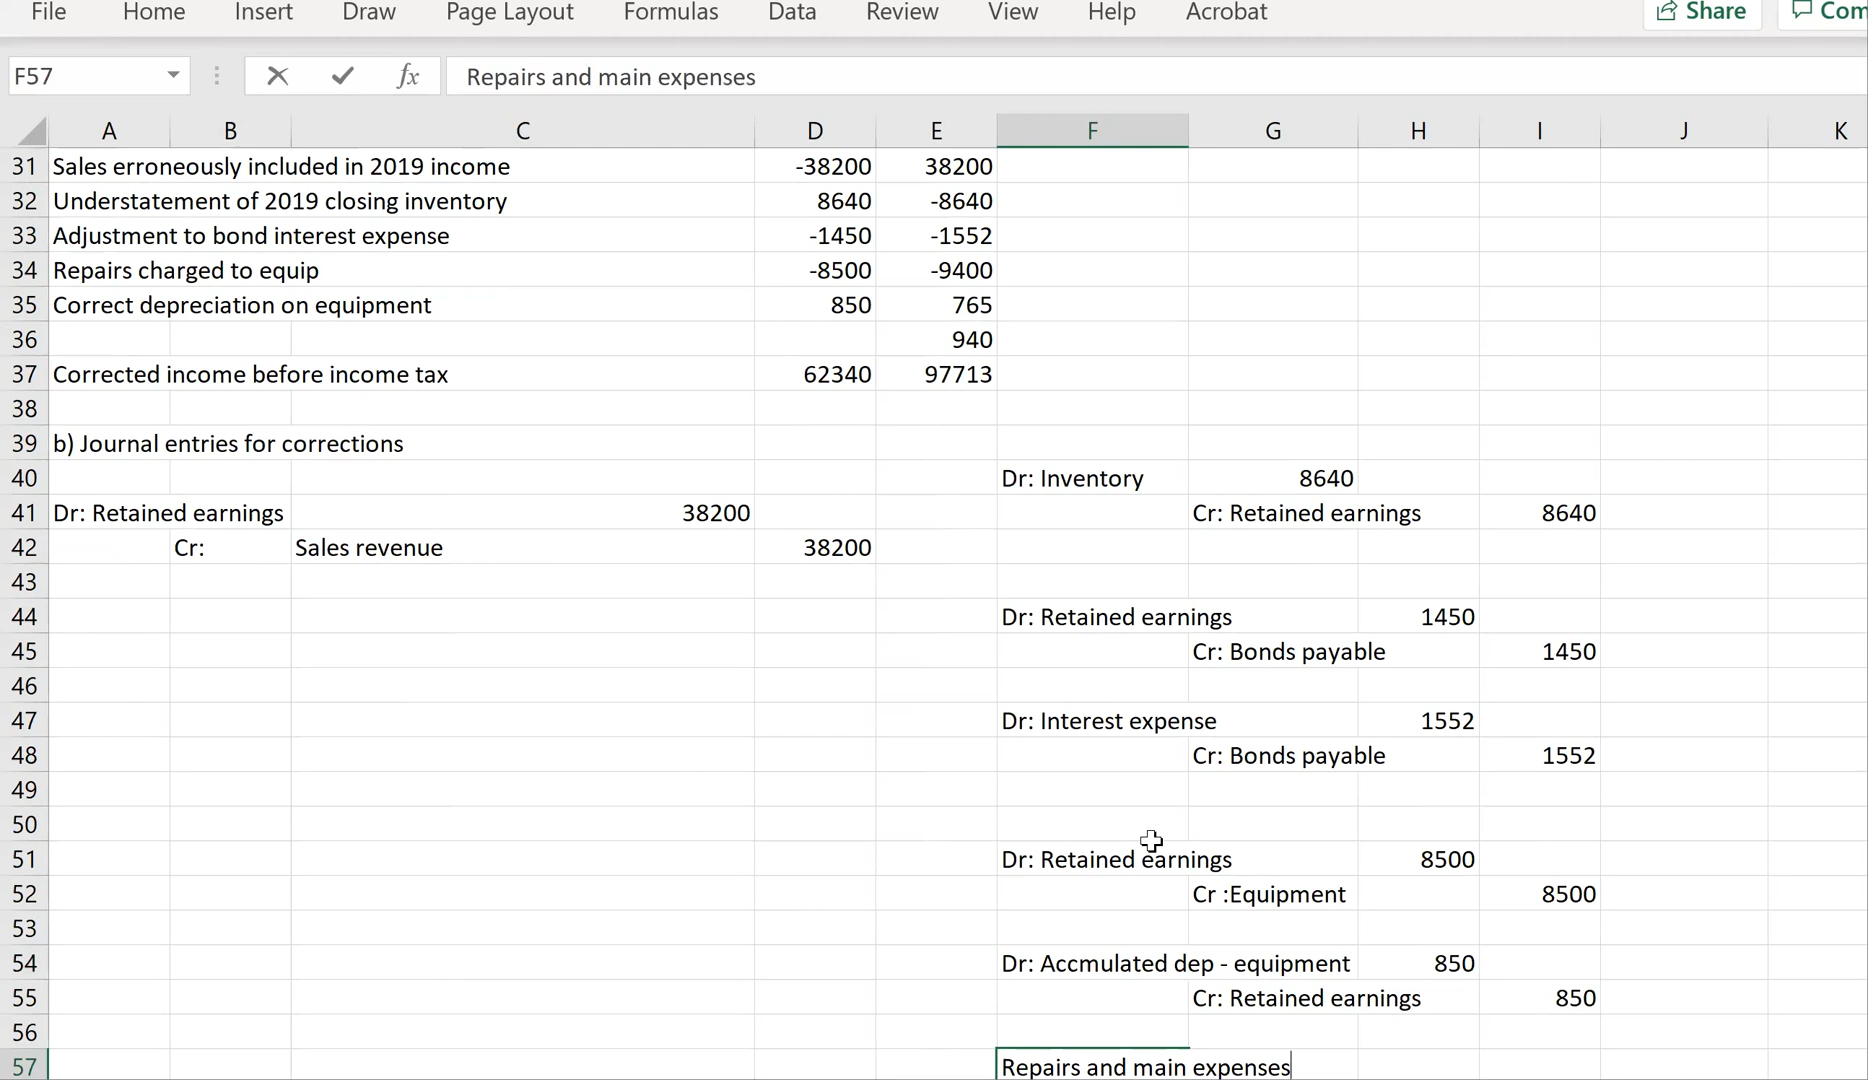 File Home Insert Draw Page Layout Formulas Data Review View Help Acrobat Share Com
F57 fx Repairs and main expenses
A B C D E F G H I J K
31 Sales erroneously included in 2019 income -38200 38200
32 Understatement of 2019 closing inventory 8640 -8640
33 Adjustment to bond interest expense -1450 -1552
34 Repairs charged to equip -8500 -9400
35 Correct depreciation on equipment 850 765
36 940
37 Corrected income before income tax 62340 97713
38
39 b) Journal entries for corrections
40 Dr: Inventory 8640
41 Dr: Retained earnings 38200 Cr: Retained earnings 8640
42 Cr: Sales revenue 38200
43
44 Dr: Retained earnings 1450
45 Cr: Bonds payable 1450
46
47 Dr: Interest expense 1552
48 Cr: Bonds payable 1552
49
50
51 Dr: Retained earnings 8500
52 Cr :Equipment 8500
53
54 Dr: Accmulated dep - equipment 850
55 Cr: Retained earnings 850
56
57 Repairs and main expenses